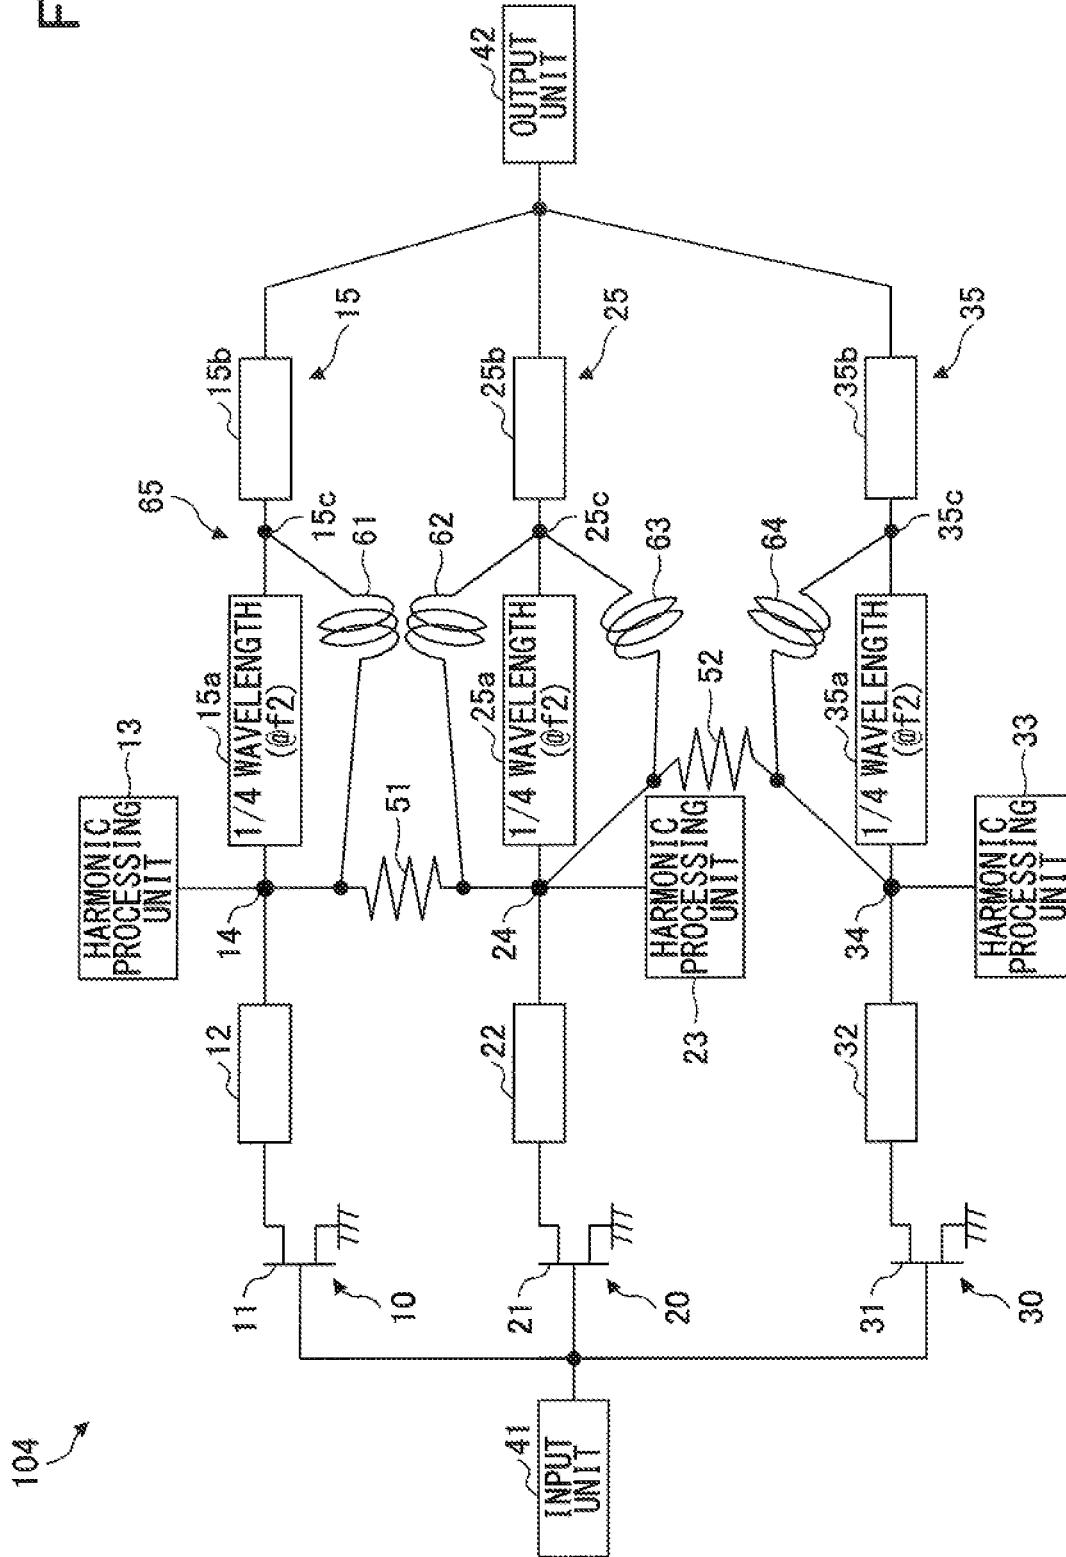 F
104
41
INPUT
UNIT
11
10
12
14
HARMONIC
PROCESSING
UNIT
13
15a
1/4 WAVELENGTH
(@f2)
65
15c
15b
15
51
61
62
21
20
22
24
25a
1/4 WAVELENGTH
(@f2)
25c
25b
25
42
OUTPUT
UNIT
HARMONIC
PROCESSING
UNIT
23
52
63
64
31
30
32
34
35a
1/4 WAVELENGTH
(@f2)
35c
35b
35
HARMONIC
PROCESSING
UNIT
33